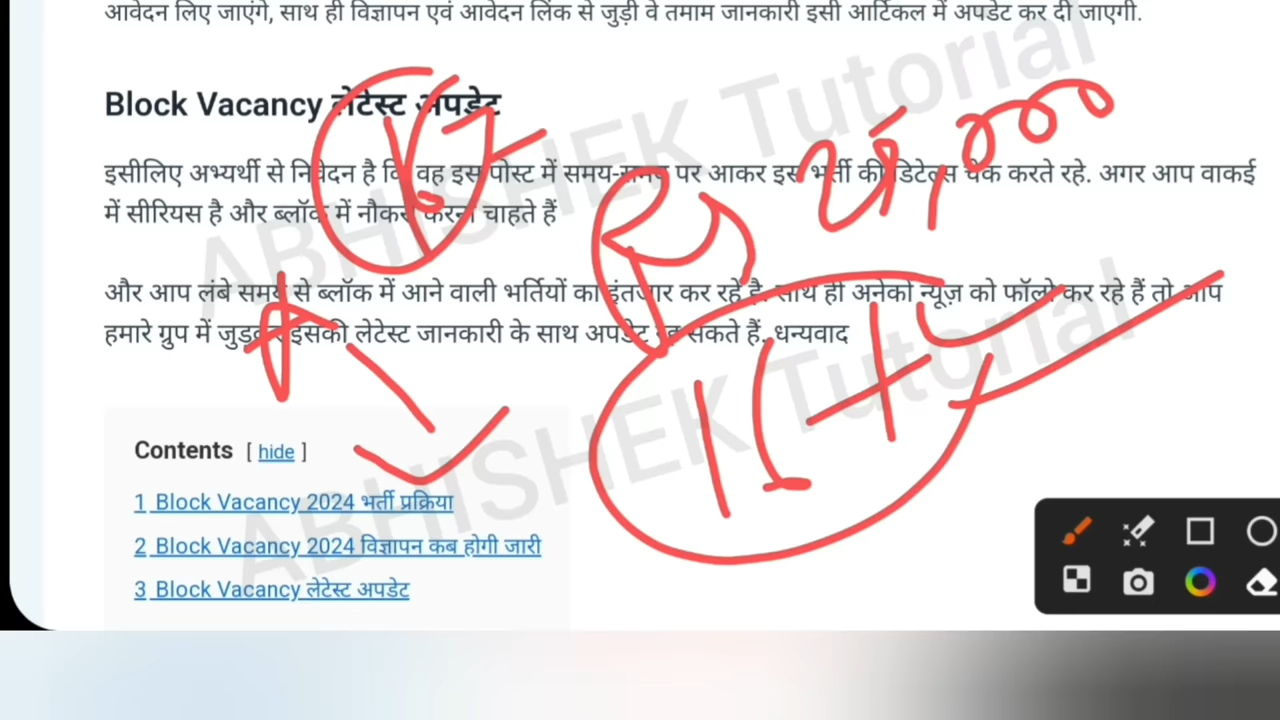 आवेदन लिए जाएंगे, साथ ही विज्ञापन एवं आवेदन लिंक से जुड़ी वे तमाम जानकारी इसी आर्टिकल में अपडेट कर दी जाएगी.
Block Vacancy लेटेस्ट अपडेट
इसीलिए अभ्यर्थी से निवेदन है कि वह इस पोस्ट में समय-समय पर आकर इस भर्ती की डिटेल्स चेक करते रहे. अगर आप वाकई
में सीरियस है और ब्लॉक में नौकरी करना चाहते हैं
और आप लंबे समय से ब्लॉक में आने वाली भर्तियों का इंतजार कर रहे हैं. साथ ही अनेको न्यूज़ को फॉलो कर रहे हैं तो आप
हमारे ग्रुप में जुड़कर इसकी लेटेस्ट जानकारी के साथ अपडेट रह सकते हैं. धन्यवाद
Contents [ hide ]
1 Block Vacancy 2024 भर्ती प्रक्रिया
2 Block Vacancy 2024 विज्ञापन कब होगी जारी
3 Block Vacancy लेटेस्ट अपडेट
ABHISHEK Tutorial
ABHISHEK Tutorial